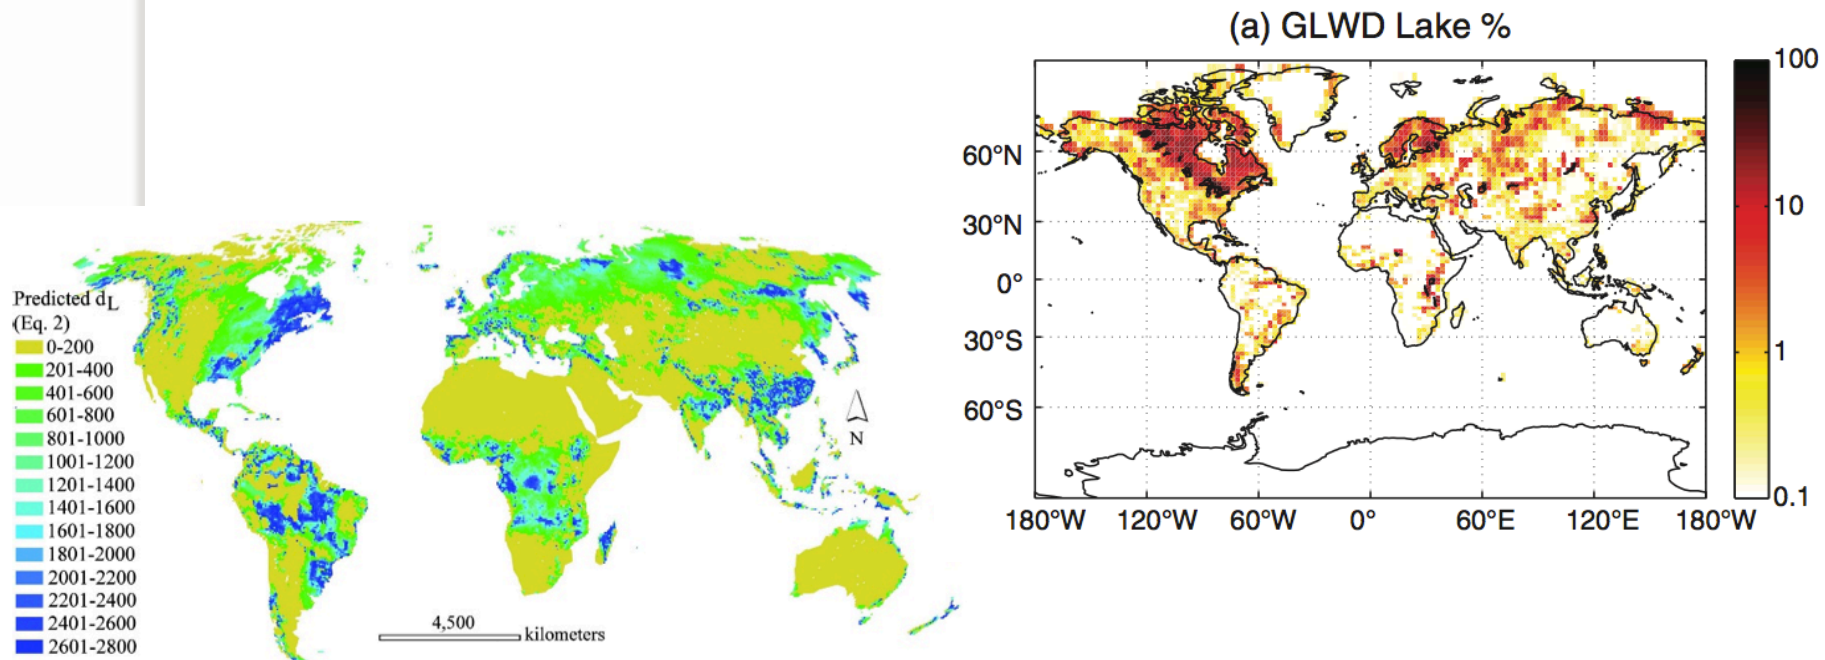 Predicted dL
(Eq. 2)
0-200
201-400
401-600
601-800
801-1000
1001-1200
1201-1400
1401-1600
1601-1800
1801-2000
2001-2200
2201-2400
2401-2600
2601-2800
4,500
kilometers
N
(a) GLWD Lake %
60°N
30°N
0°
30°S
60°S
180°W 120°W 60°W 0° 60°E 120°E 180°W
100
10
1
0.1